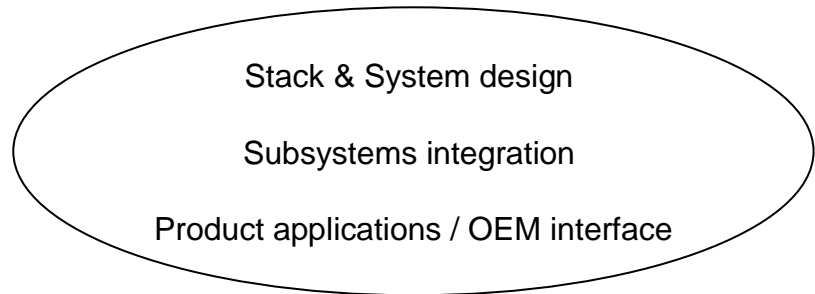 Stack & System design
Subsystems integration
Product applications / OEM interface